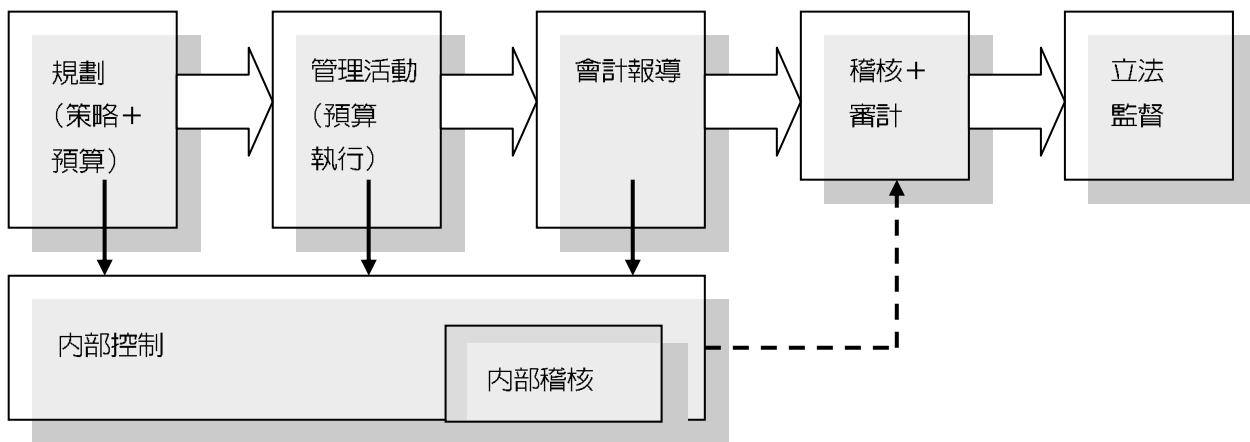 規劃
（策略＋
預算）
管理活動
（預算
執行）
會計報導
稽核＋
審計
立法
監督
內部控制
內部稽核